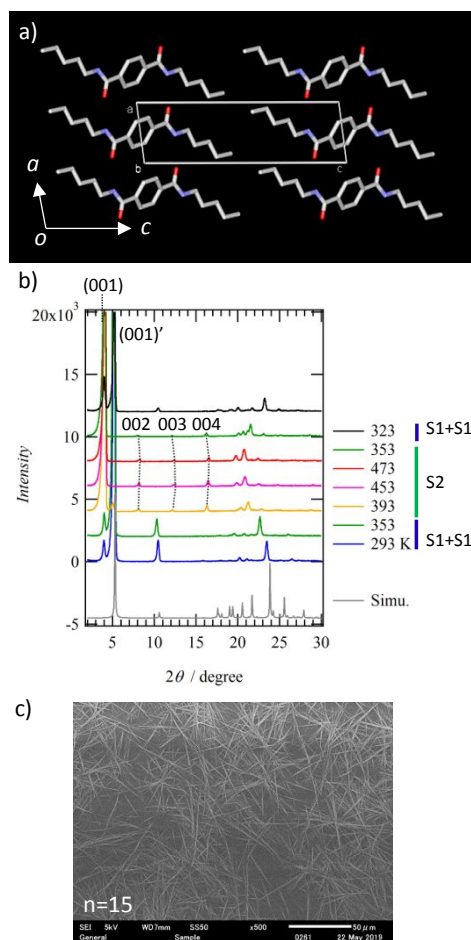 a)
a
b
c
a
o
c
b)
(001)
20x10³
(001)'
15
002 003 004
10
5
0
-5
Intensity
5 10 15 20 25 30
2θ / degree
323
353
473
453
393
353
293 K
Simu.
S1+S1
S2
S1+S1
c)
n=15
SEI 5kV WD7mm SS50 x500 50μm
General Sample 0261 22 May 2019